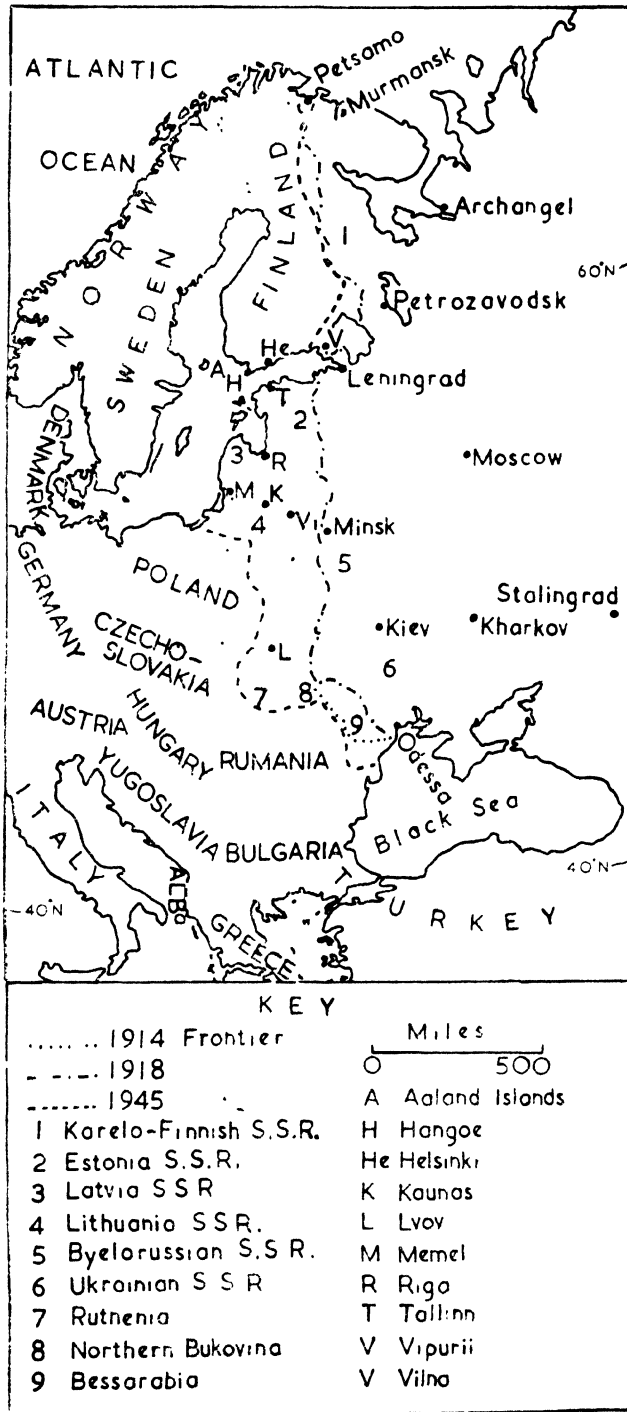 ATLANTIC
OCEAN
Petsamo
Murmansk
NORWAY
SWEDEN
FINLAND
1
Archangel
60°N
Petrozavodsk
A
He
V
H
T
Leningrad
2
DENMARK
3
R
Moscow
M
K
4
V
Minsk
5
GERMANY
POLAND
Stalingrad
CZECHO-
SLOVAKIA
L
Kiev
Kharkov
6
7
8
9
AUSTRIA
HUNGARY
RUMANIA
Odessa
YUGOSLAVIA
BULGARIA
Black Sea
ITALY
ALB
GREECE
TURKEY
40°N
40°N
KEY
1914 Frontier
1918
1945
Miles
0 500
1 Karelo-Finnish S.S.R.
2 Estonia S.S.R.
3 Latvia S S R
4 Lithuania S S R.
5 Byelorussian S.S R.
6 Ukrainian S S R
7 Rutnenia
8 Northern Bukovina
9 Bessarabia
A Aaland Islands
H Hangoe
He Helsinki
K Kaunas
L Lvov
M Memel
R Riga
T Tallinn
V Vipurii
V Vilna